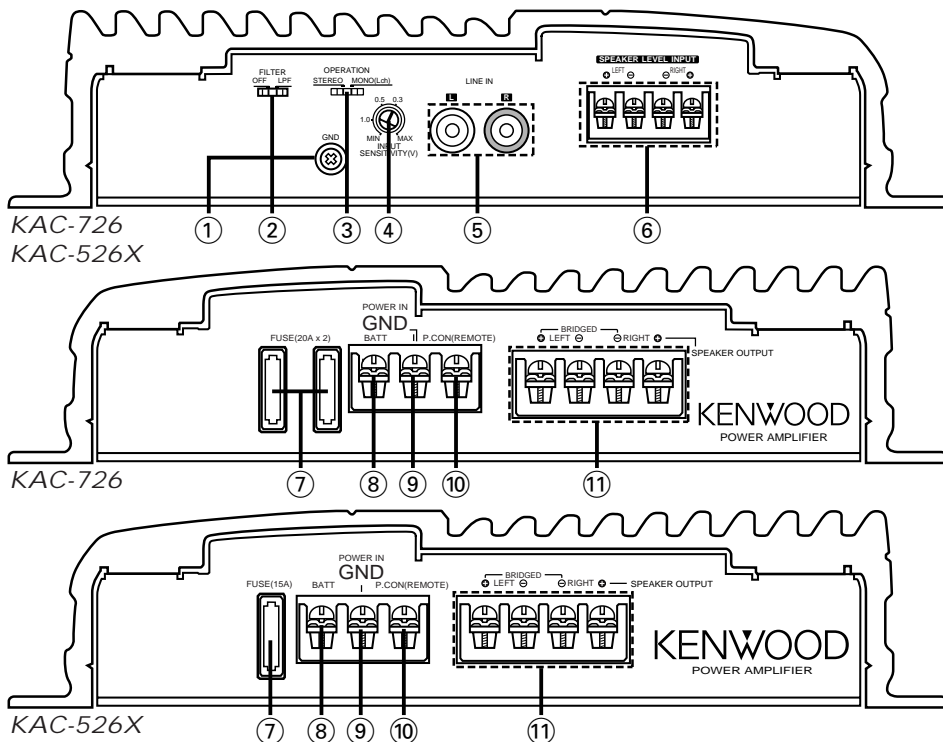 SPEAKER LEVEL INPUT
⊕ LEFT ⊖ ⊖ RIGHT ⊕
FILTER
OFF LPF
OPERATION
STEREO MONO(Lch)
LINE IN
L R
0.5 0.3
1.0
MIN MAX
INPUT
SENSITIVITY(V)
GND
① ② ③ ④ ⑤ ⑥
KAC-726
KAC-526X
POWER IN
GND
FUSE(20A x 2) BATT P.CON(REMOTE)
BRIDGED
⊕ LEFT ⊖ ⊖ RIGHT ⊕
SPEAKER OUTPUT
KENWOOD
POWER AMPLIFIER
KAC-726
⑦ ⑧ ⑨ ⑩ ⑪
POWER IN
GND
FUSE(15A) BATT P.CON(REMOTE)
BRIDGED
⊕ LEFT ⊖ ⊖ RIGHT ⊕ SPEAKER OUTPUT
KENWOOD
POWER AMPLIFIER
KAC-526X
⑦ ⑧ ⑨ ⑩ ⑪